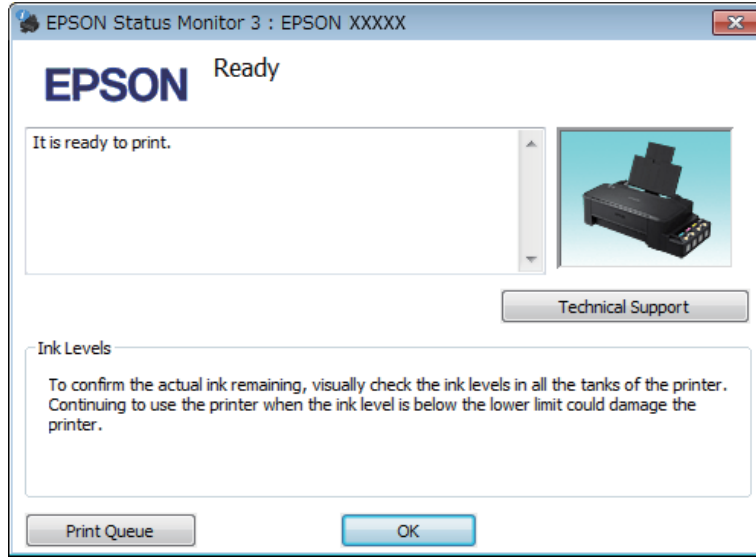 EPSON Status Monitor 3 : EPSON XXXXX
EPSON
Ready
It is ready to print.
Technical Support
Ink Levels
To confirm the actual ink remaining, visually check the ink levels in all the tanks of the printer.
Continuing to use the printer when the ink level is below the lower limit could damage the
printer.
Print Queue
OK